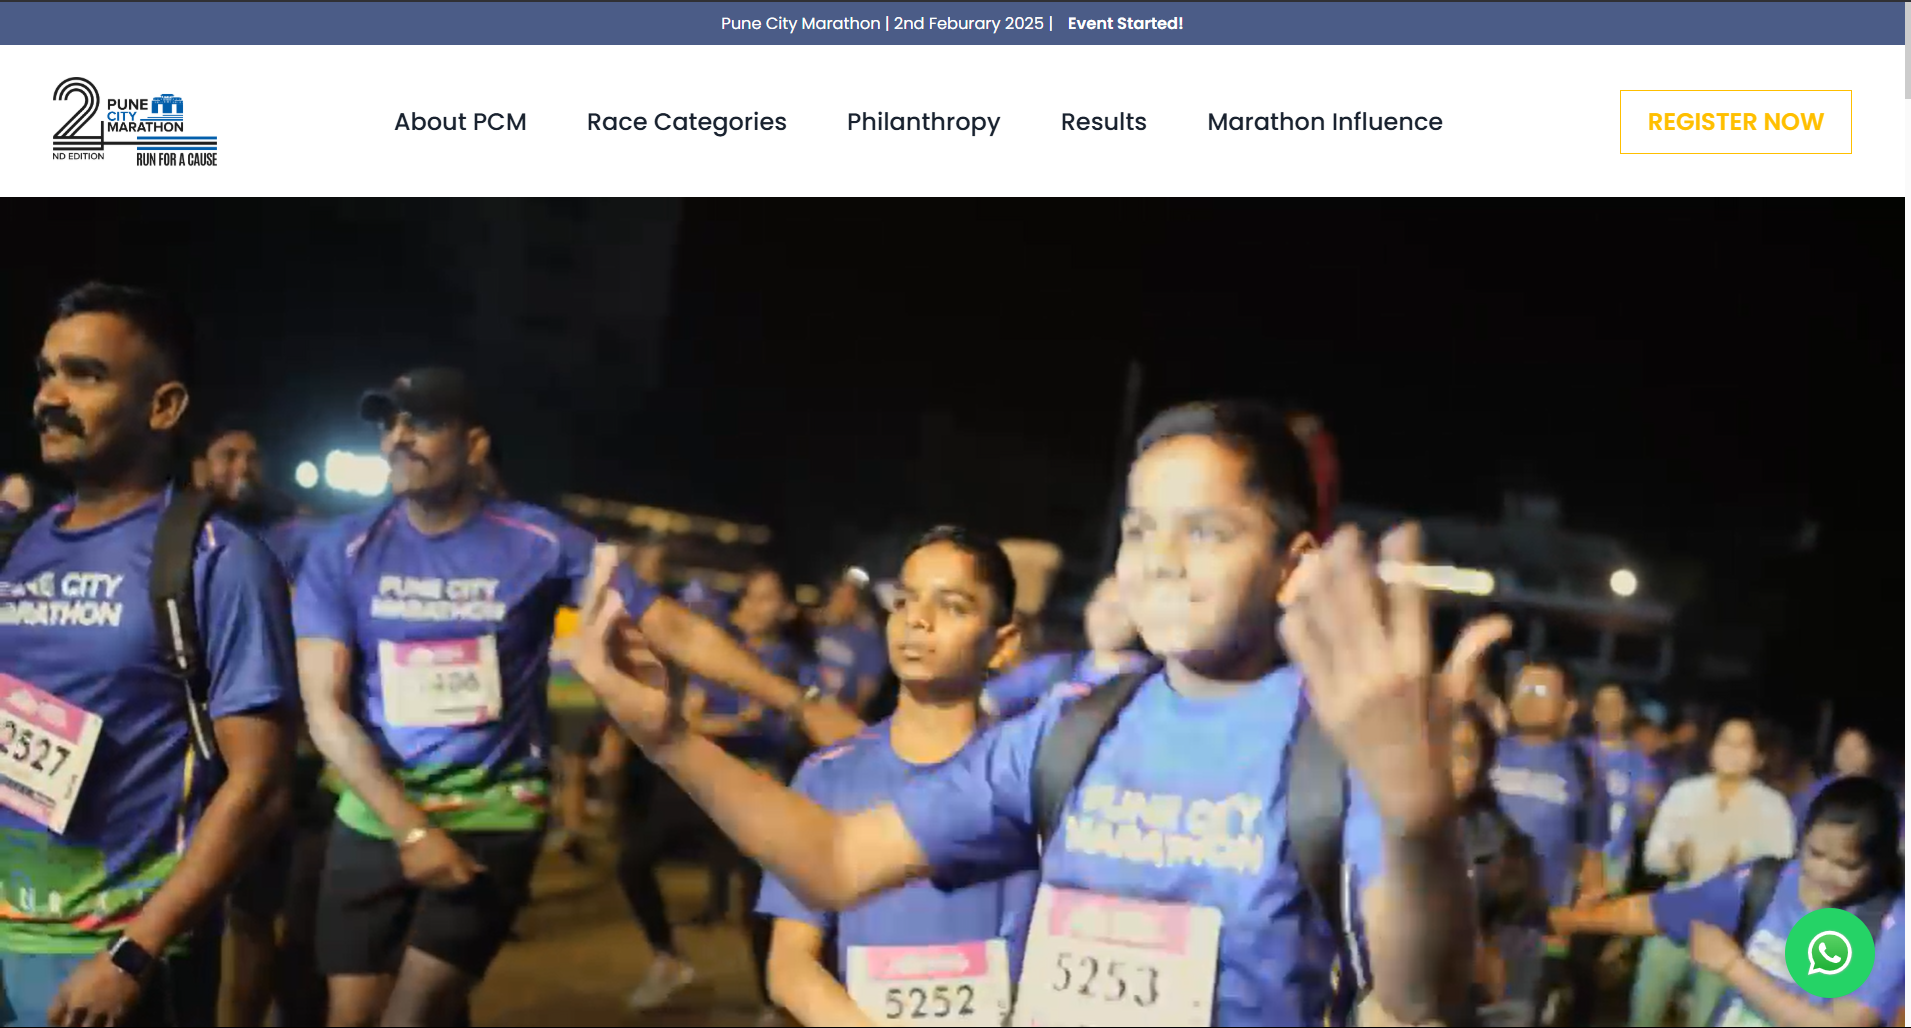 Pune City Marathon | 2nd Feburary 2025 | Event Started!
2
ND EDITION
PUNE
CITY
MARATHON
RUN FOR A CAUSE
About PCM
Race Categories
Philanthropy
Results
Marathon Influence
REGISTER NOW
CITY
MARATHON
2527
PUNE CITY
MARATHON
PUNE CITY
MARATHON
5252
5253